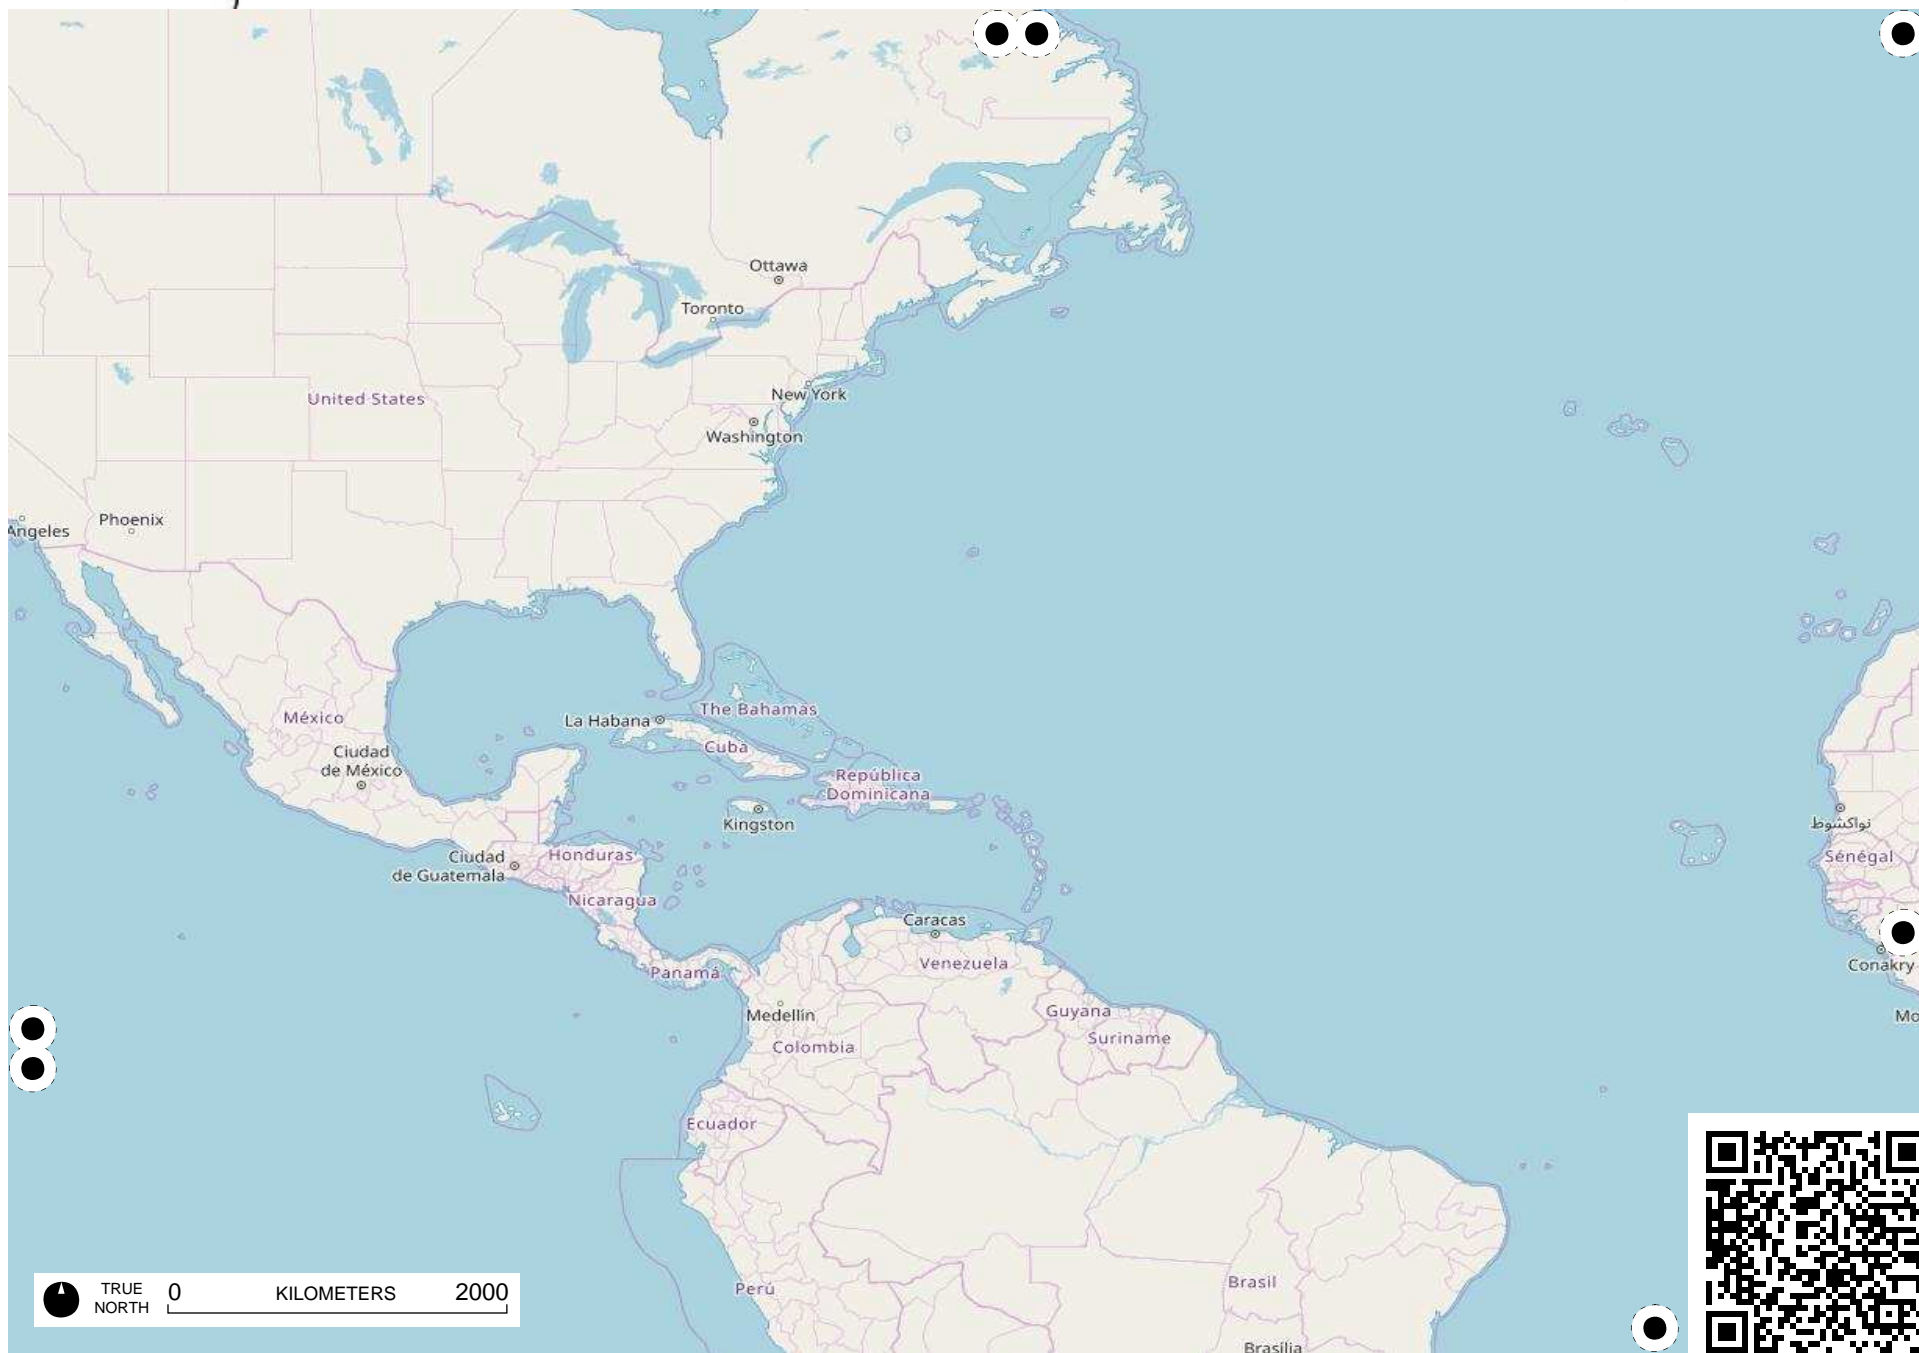 Ottawa
Toronto
New York
United States
Washington
Phoenix
Angeles
México
Ciudad
de México
La Habana
The Bahamas
Cuba
República
Dominicana
Kingston
Ciudad
de Guatemala
Honduras
Nicaragua
Panamá
Caracas
Venezuela
Medellín
Colombia
Guyana
Suriname
Ecuador
Perú
Brasil
Brasília
نواكشوط
Sénégal
Conakry
Mo
TRUE
NORTH
0 KILOMETERS 2000